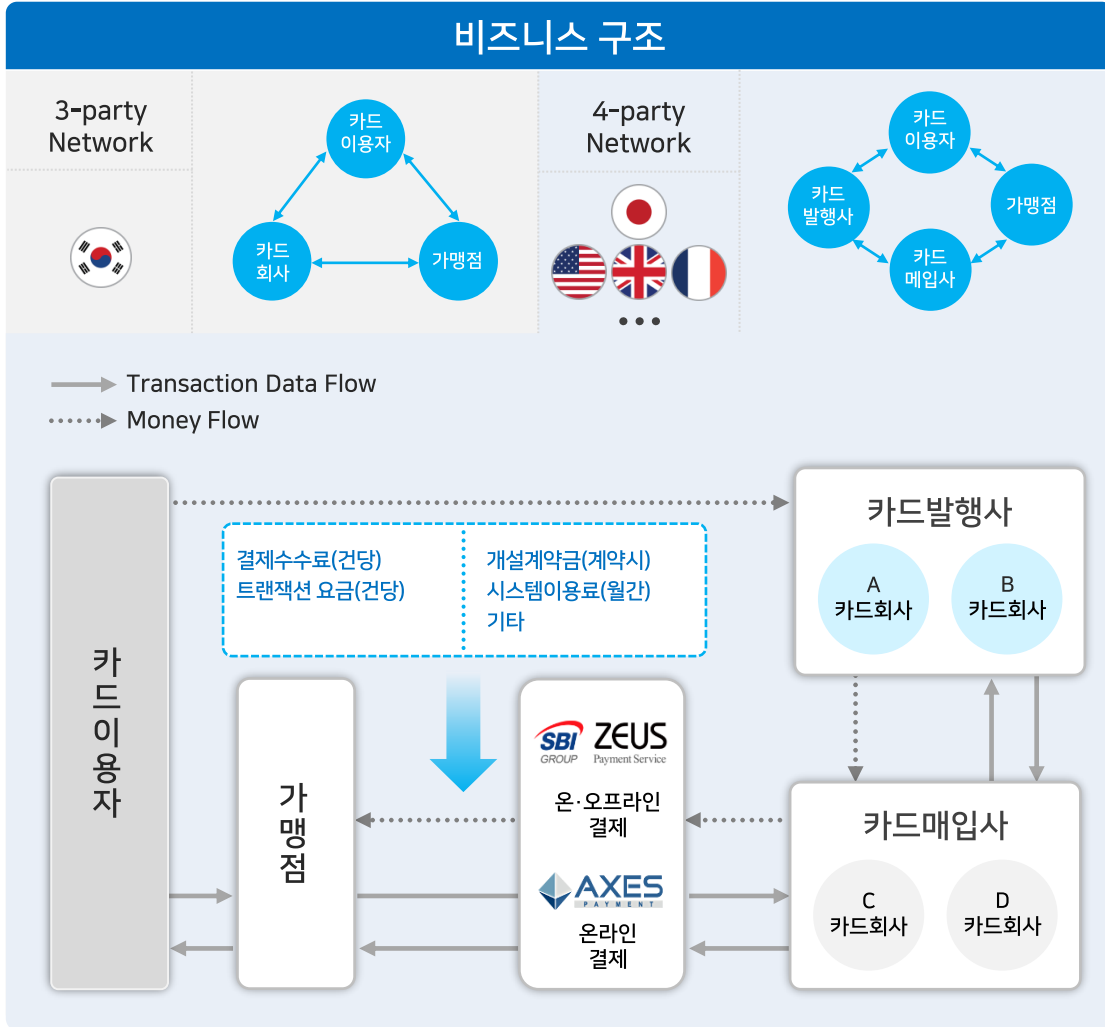 비즈니스 구조
3-party
Network
카드
이용자
카드
회사
가맹점
4-party
Network
카드
이용자
카드
발행사
가맹점
카드
메입사
Transaction Data Flow
Money Flow
카드이용자
결제수수료(건당)
트랜잭션 요금(건당)
개설계약금(계약시)
시스템이용료(월간)
기타
가맹점
SBI
GROUP
ZEUS
Payment Service
온·오프라인
결제
AXES
PAYMENT
온라인
결제
카드발행사
A
카드회사
B
카드회사
카드매입사
C
카드회사
D
카드회사